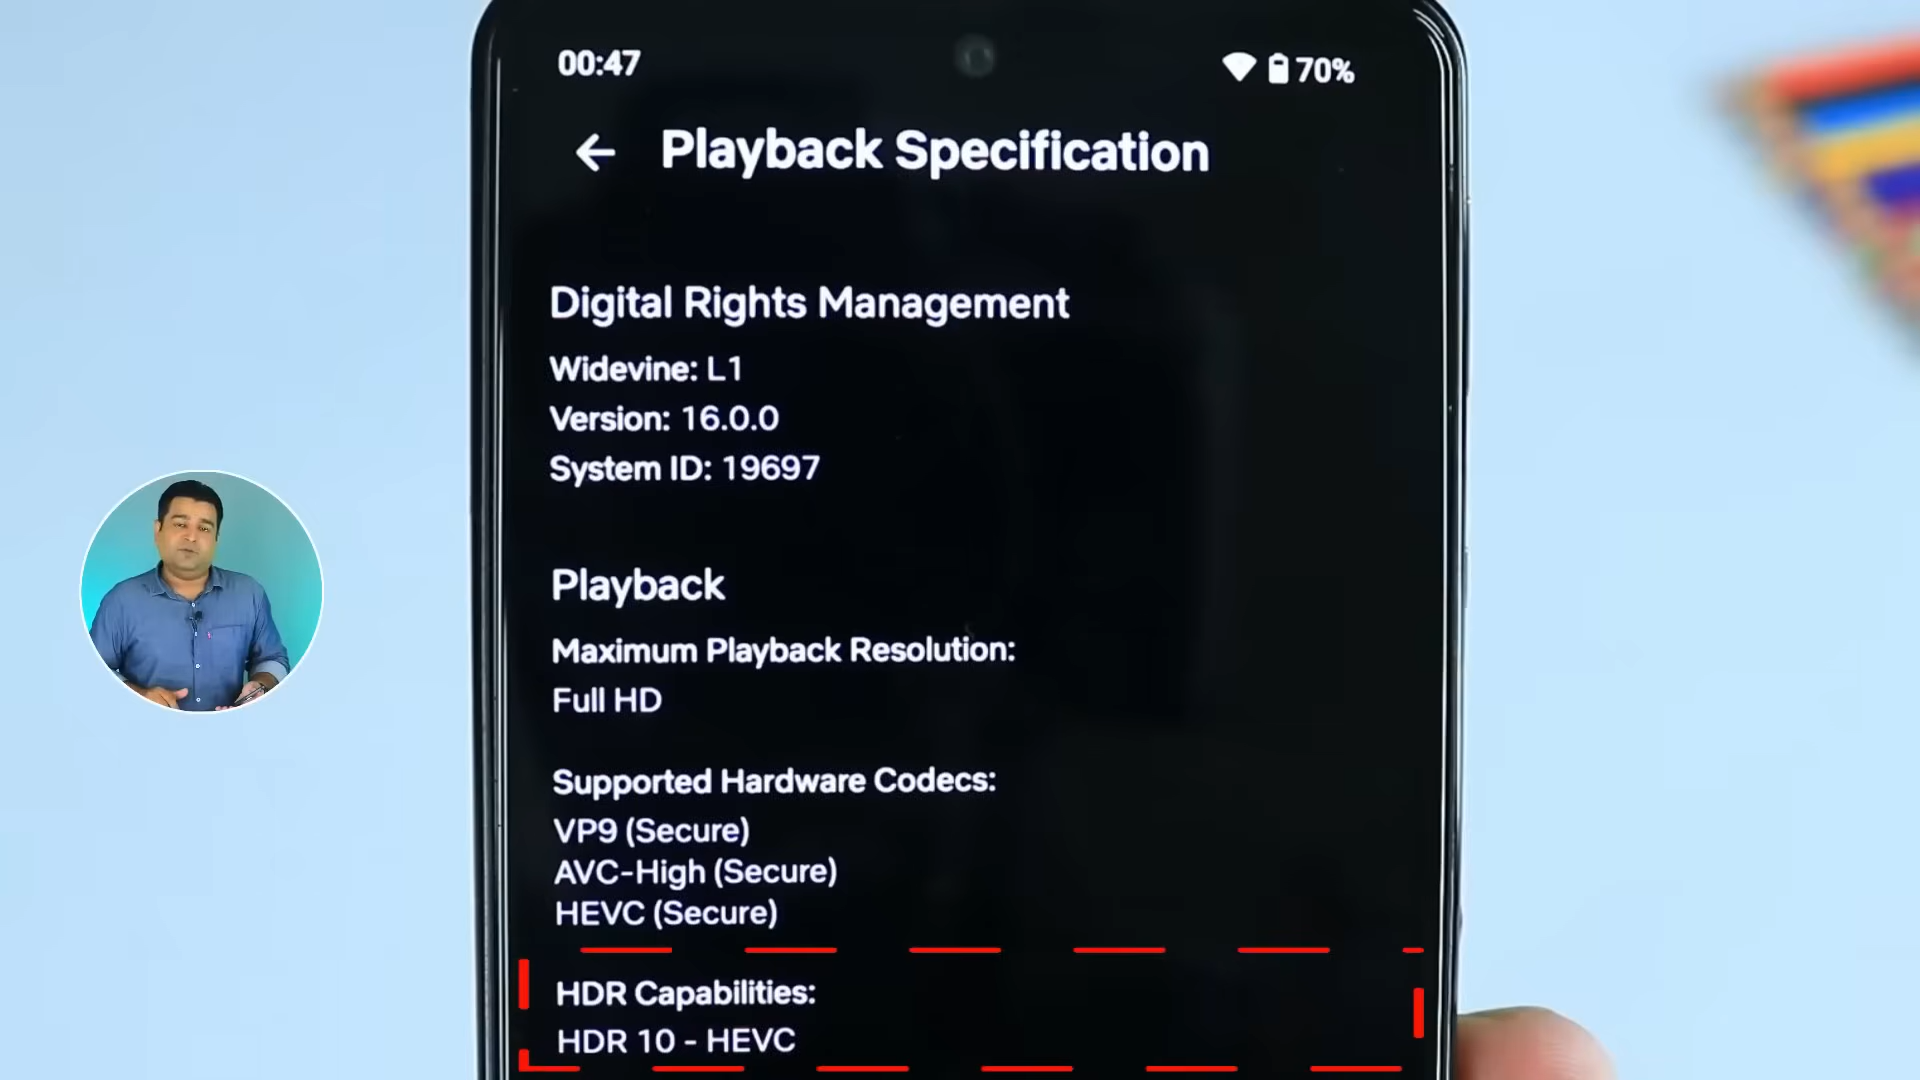 00:47
70%
Playback Specification
Digital Rights Management
Widevine: L1
Version: 16.0.0
System ID: 19697
Playback
Maximum Playback Resolution:
Full HD
Supported Hardware Codecs:
VP9 (Secure)
AVC-High (Secure)
HEVC (Secure)
HDR Capabilities:
HDR 10 - HEVC